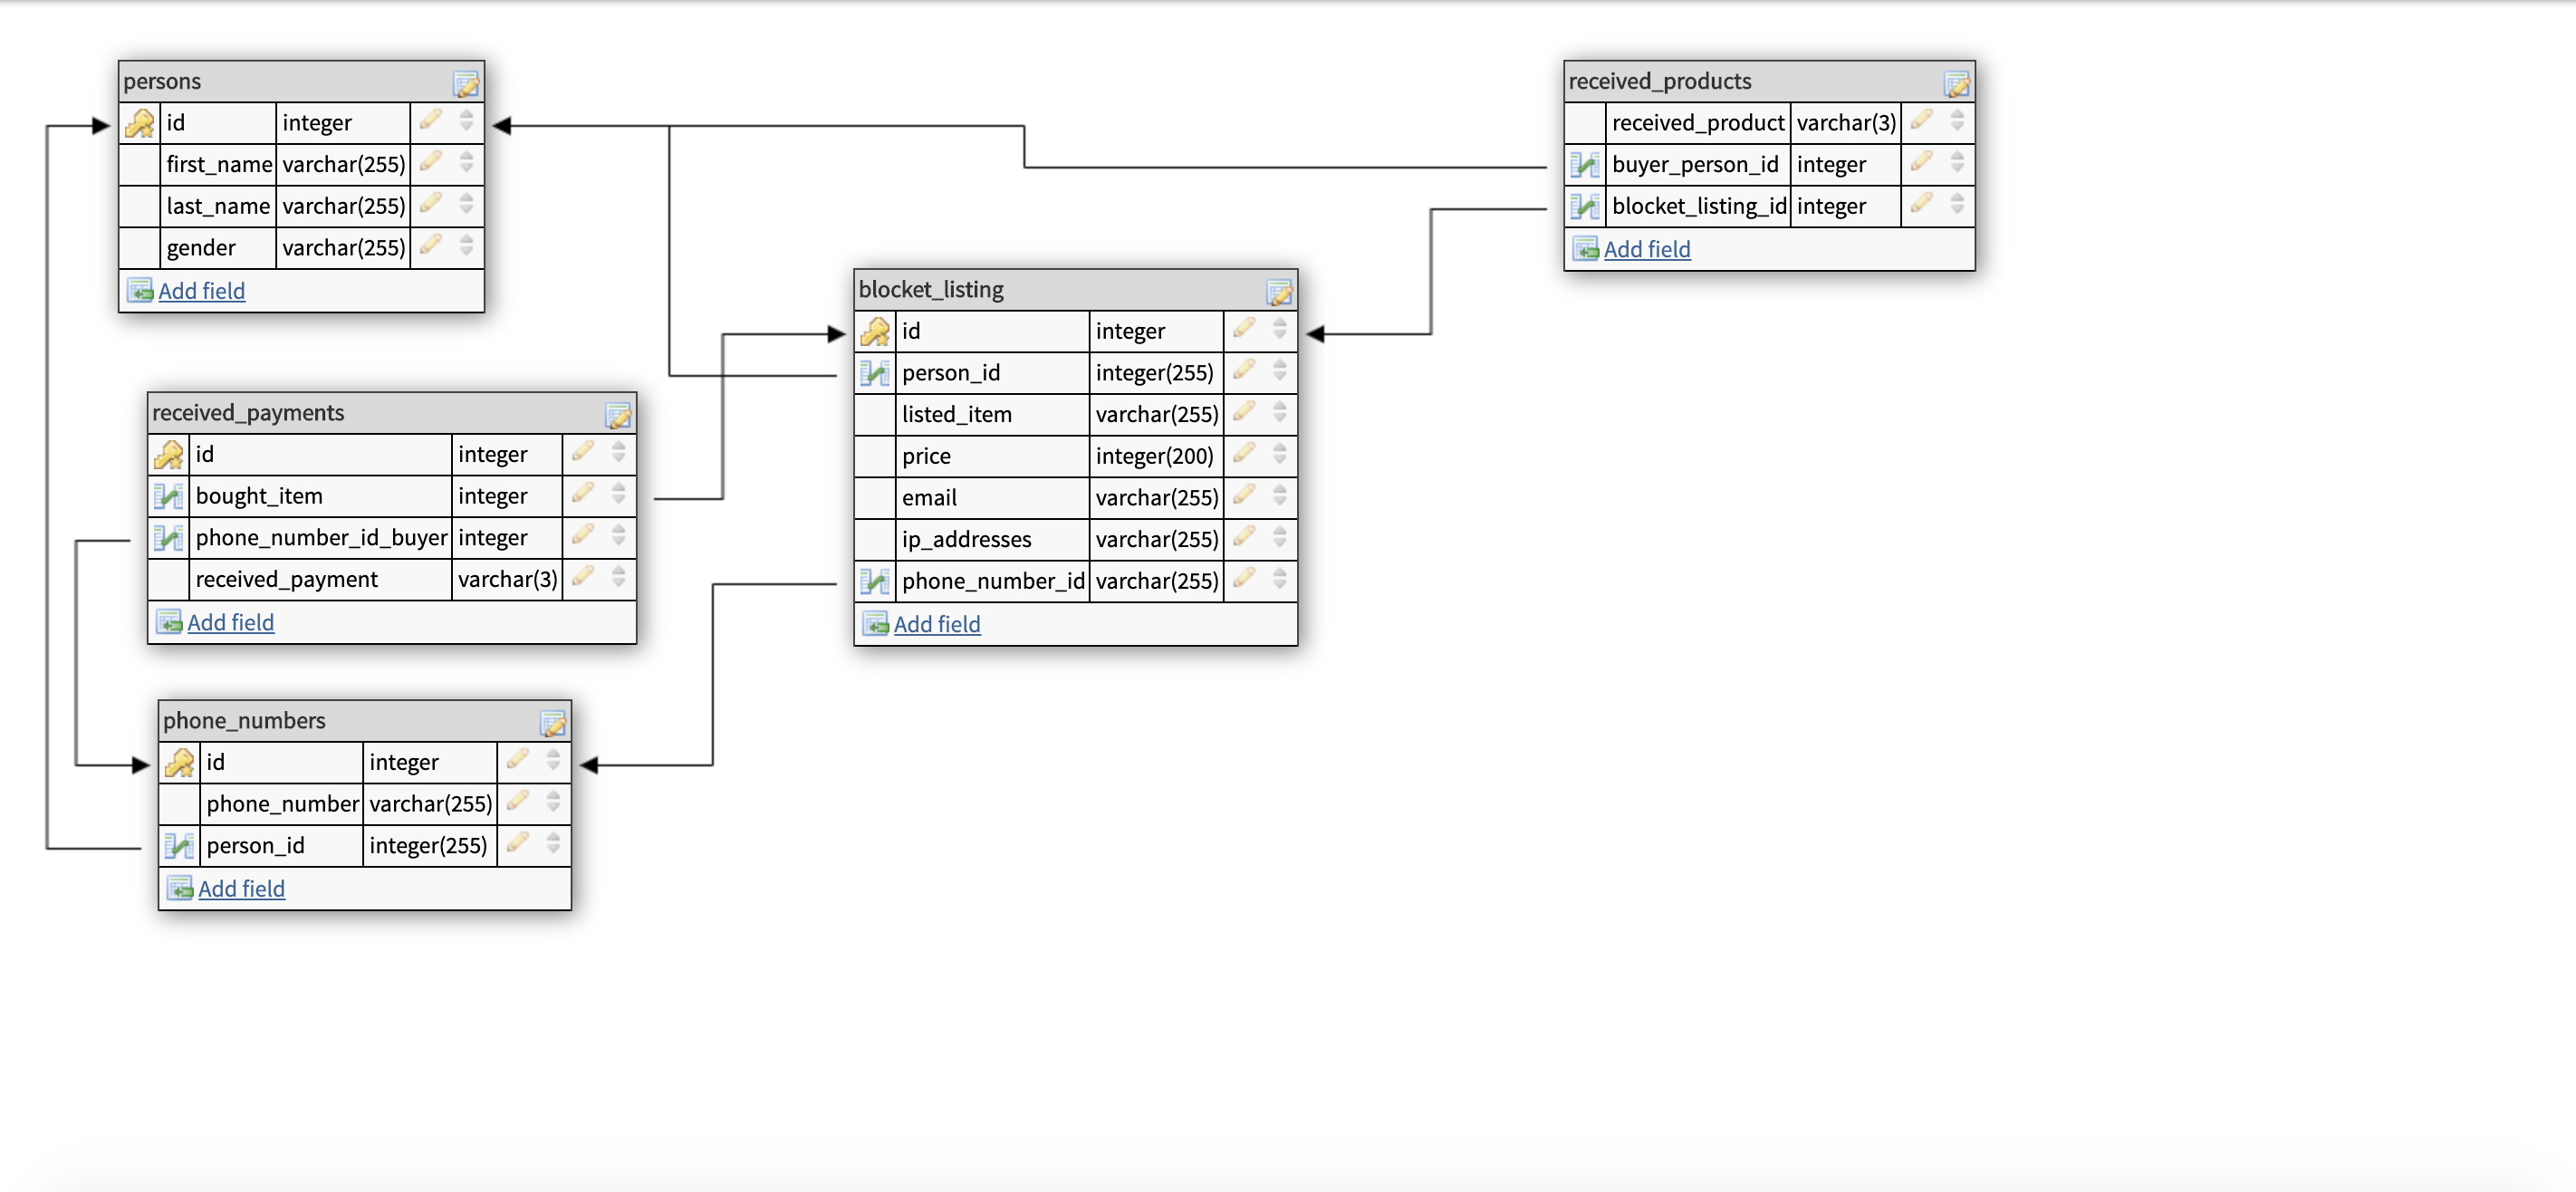 persons
id integer
first_name varchar(255)
last_name varchar(255)
gender varchar(255)
Add field
received_products
received_product varchar(3)
buyer_person_id integer
blocket_listing_id integer
Add field
blocket_listing
id integer
person_id integer(255)
listed_item varchar(255)
price integer(200)
email varchar(255)
ip_addresses varchar(255)
phone_number_id varchar(255)
Add field
received_payments
id integer
bought_item integer
phone_number_id_buyer integer
received_payment varchar(3)
Add field
phone_numbers
id integer
phone_number varchar(255)
person_id integer(255)
Add field